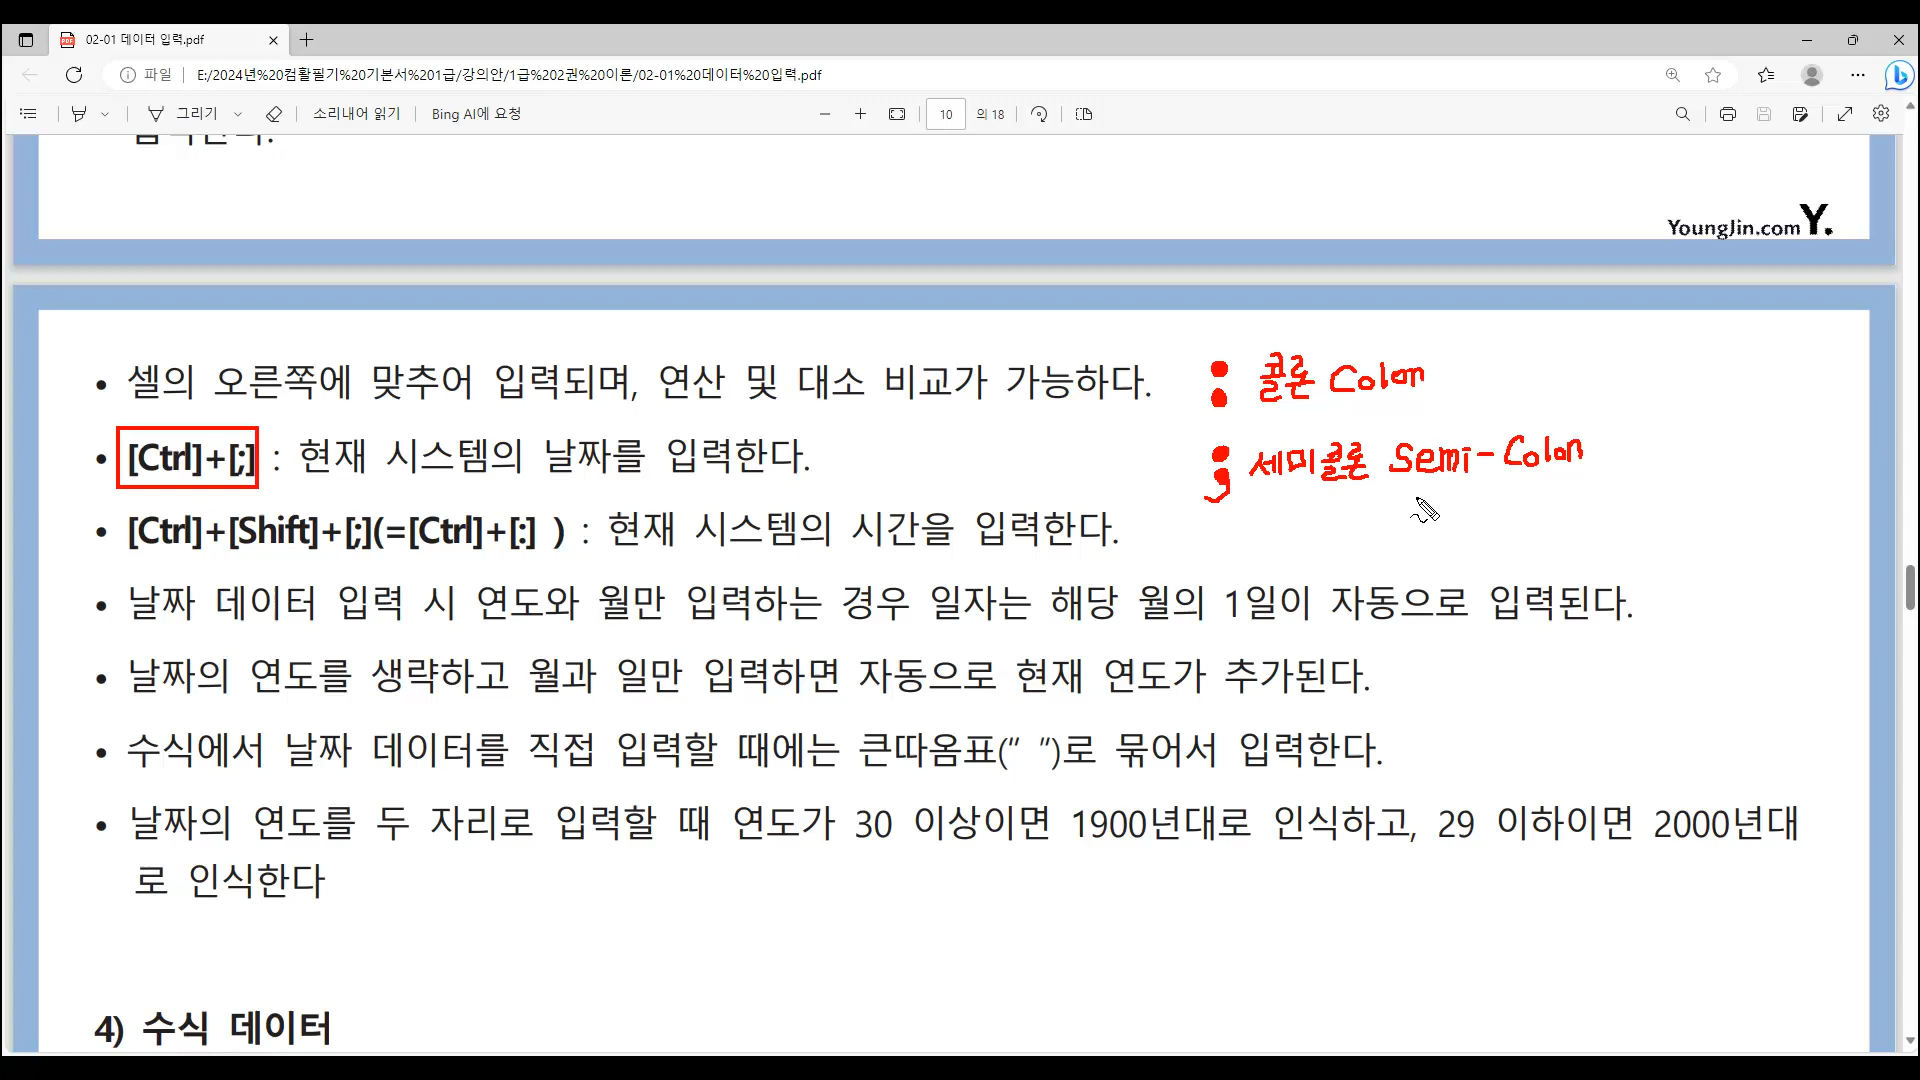 02-01 데이터 입력.pdf
파일 E:/2024년%20컴활필기%20기본서%201급/강의안/1급%202권%20이론/02-01%20데이터%20입력.pdf
그리기 소리내어 읽기 Bing AI에 요청 10 의 18
YoungJin.com Y.
• 셀의 오른쪽에 맞추어 입력되며, 연산 및 대소 비교가 가능하다.
: 콜론 Colon
• [Ctrl]+[;] : 현재 시스템의 날짜를 입력한다.
; 세미콜론 Semi-Colon
• [Ctrl]+[Shift]+[;](=[Ctrl]+[:] ) : 현재 시스템의 시간을 입력한다.
• 날짜 데이터 입력 시 연도와 월만 입력하는 경우 일자는 해당 월의 1일이 자동으로 입력된다.
• 날짜의 연도를 생략하고 월과 일만 입력하면 자동으로 현재 연도가 추가된다.
• 수식에서 날짜 데이터를 직접 입력할 때에는 큰따옴표(" ")로 묶어서 입력한다.
• 날짜의 연도를 두 자리로 입력할 때 연도가 30 이상이면 1900년대로 인식하고, 29 이하이면 2000년대
로 인식한다
4) 수식 데이터